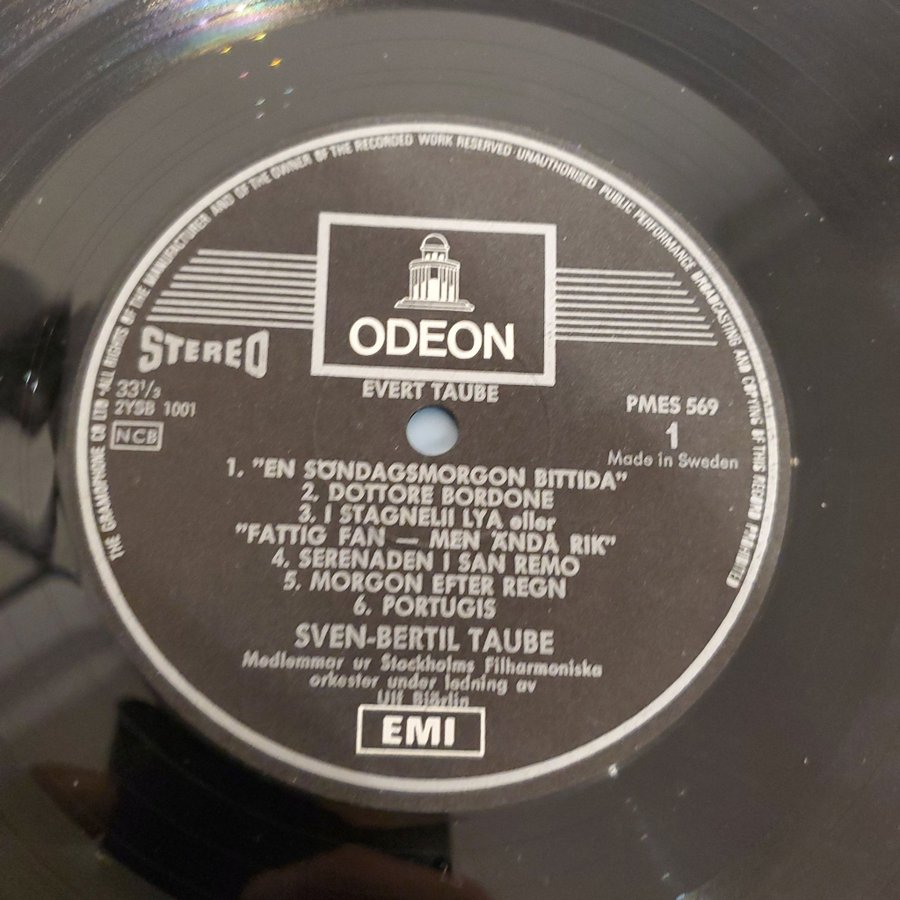 THE GRAMOPHONE CO LTD · ALL RIGHTS OF THE MANUFACTURER AND OF THE OWNER OF THE RECORDED WORK RESERVED · UNAUTHORISED PUBLIC PERFORMANCE BROADCASTING AND COPYING OF THIS RECORD PROHIBITED
ODEON
STEREO
EVERT TAUBE
33⅓
2YSB 1001
NCB
PMES 569
1
Made in Sweden
1. "EN SÖNDAGSMORGON BITTIDA"
2. DOTTORE BORDONE
3. I STAGNELII LYA eller
"FATTIG FAN — MEN ÄNDÅ RIK"
4. SERENADEN I SAN REMO
5. MORGON EFTER REGN
6. PORTUGIS
SVEN-BERTIL TAUBE
Medlemmar ur Stockholms Filharmoniska
orkester under ledning av
Ulf Björlin
EMI